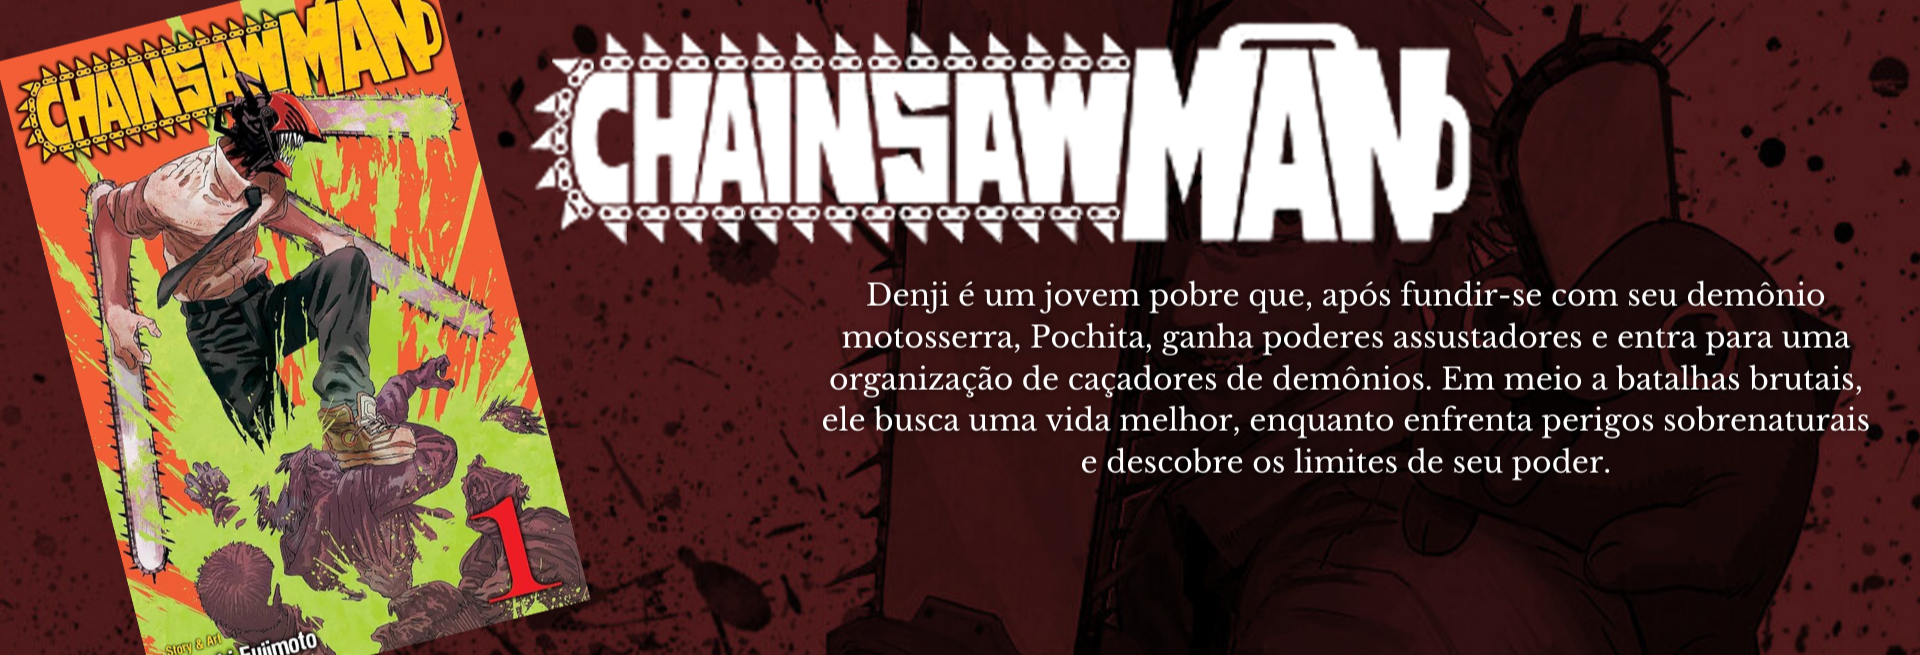 CHAINSAWMAN
1
Story & Art
Fujimoto
CHAINSAWMAN
Denji é um jovem pobre que, após fundir-se com seu demônio
motosserra, Pochita, ganha poderes assustadores e entra para uma
organização de caçadores de demônios. Em meio a batalhas brutais,
ele busca uma vida melhor, enquanto enfrenta perigos sobrenaturais
e descobre os limites de seu poder.